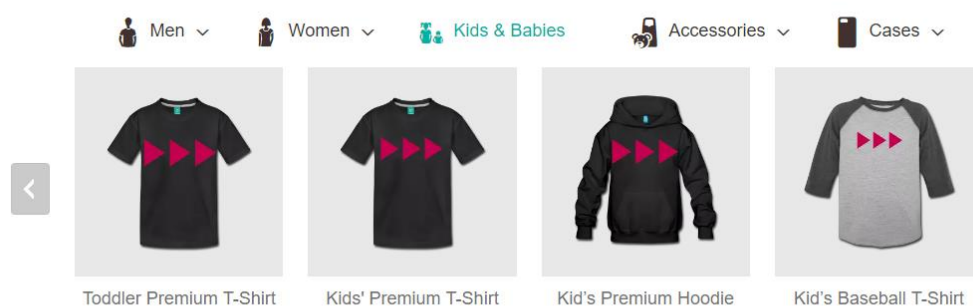 Men
Women
Kids & Babies
Accessories
Cases
Toddler Premium T-Shirt
Kids' Premium T-Shirt
Kid’s Premium Hoodie
Kid’s Baseball T-Shirt